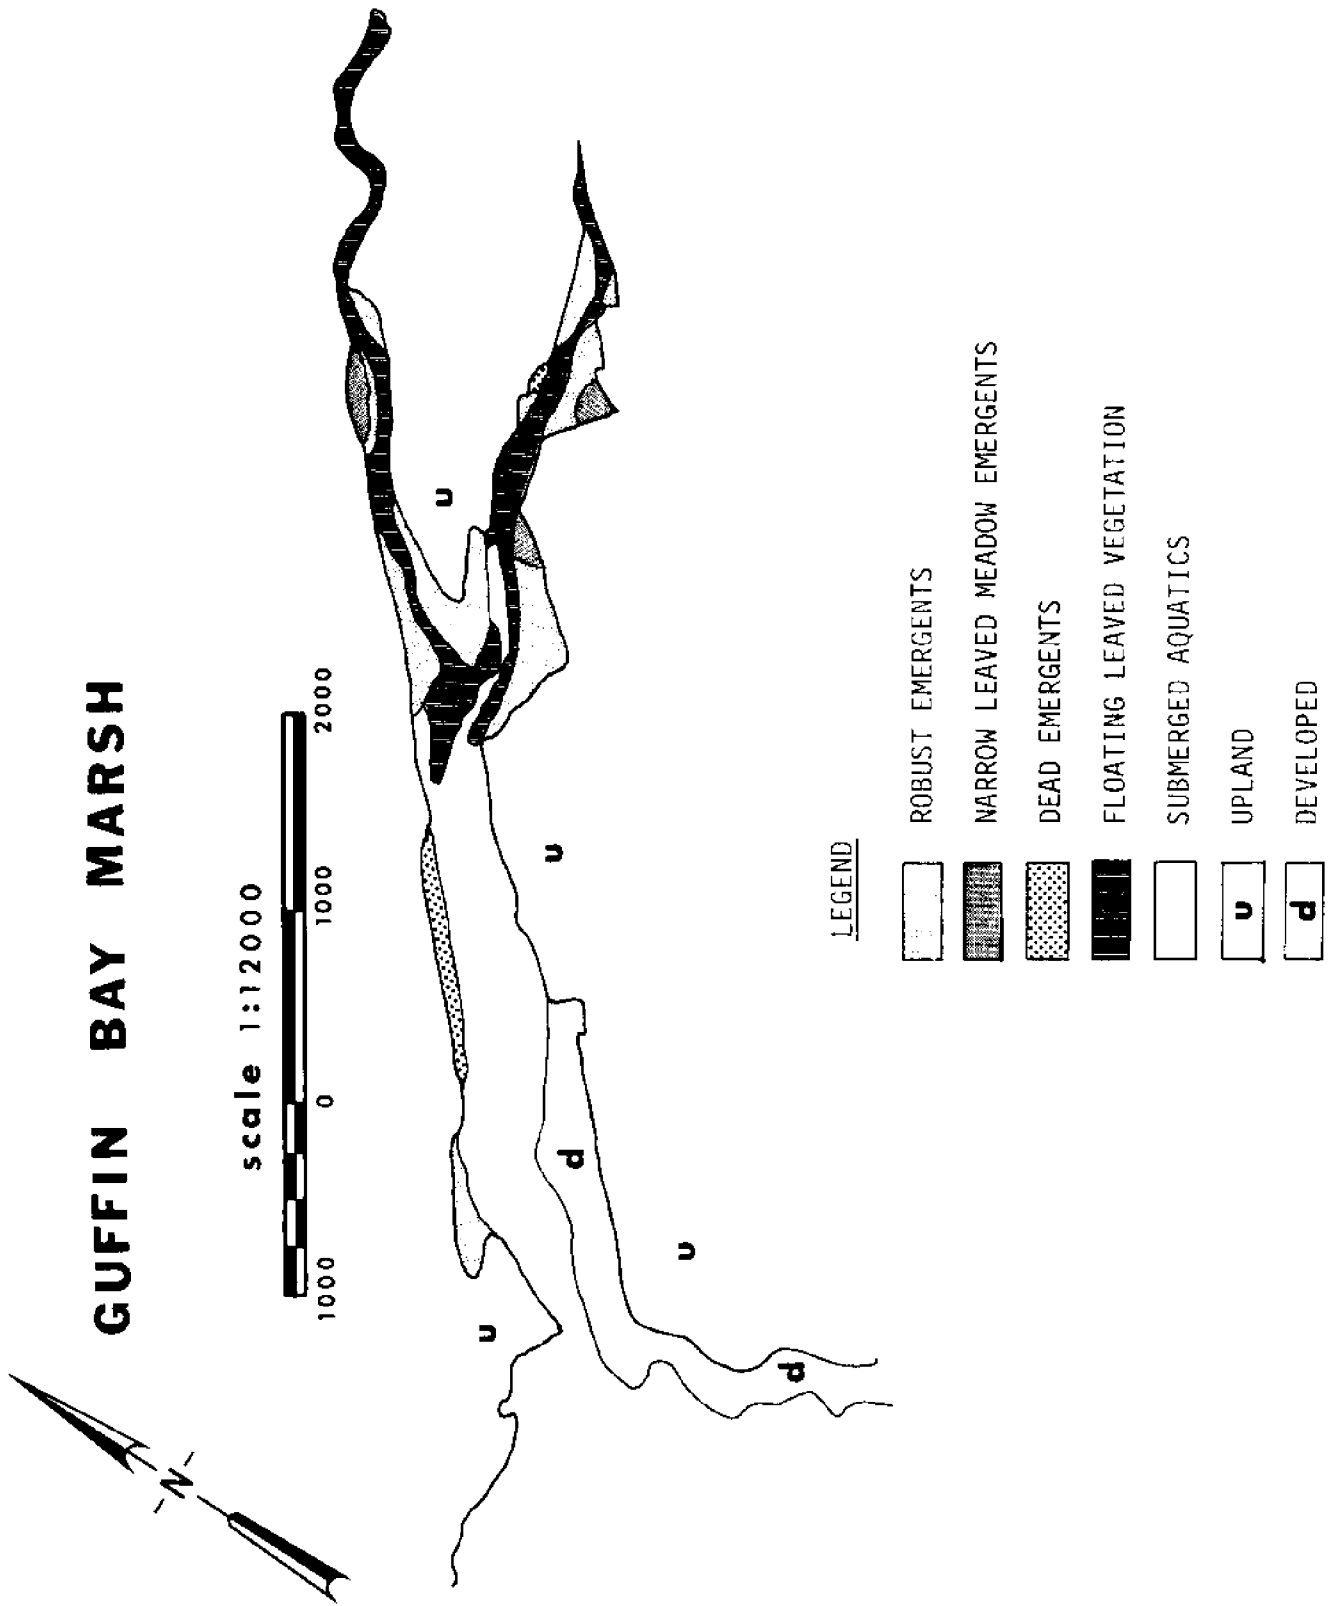 GUFFIN BAY MARSH
scale 1:12000
1000 0 1000 2000
N
u
u
u
u
d
d
LEGEND
ROBUST EMERGENTS
NARROW LEAVED MEADOW EMERGENTS
DEAD EMERGENTS
FLOATING LEAVED VEGETATION
SUBMERGED AQUATICS
u UPLAND
d DEVELOPED